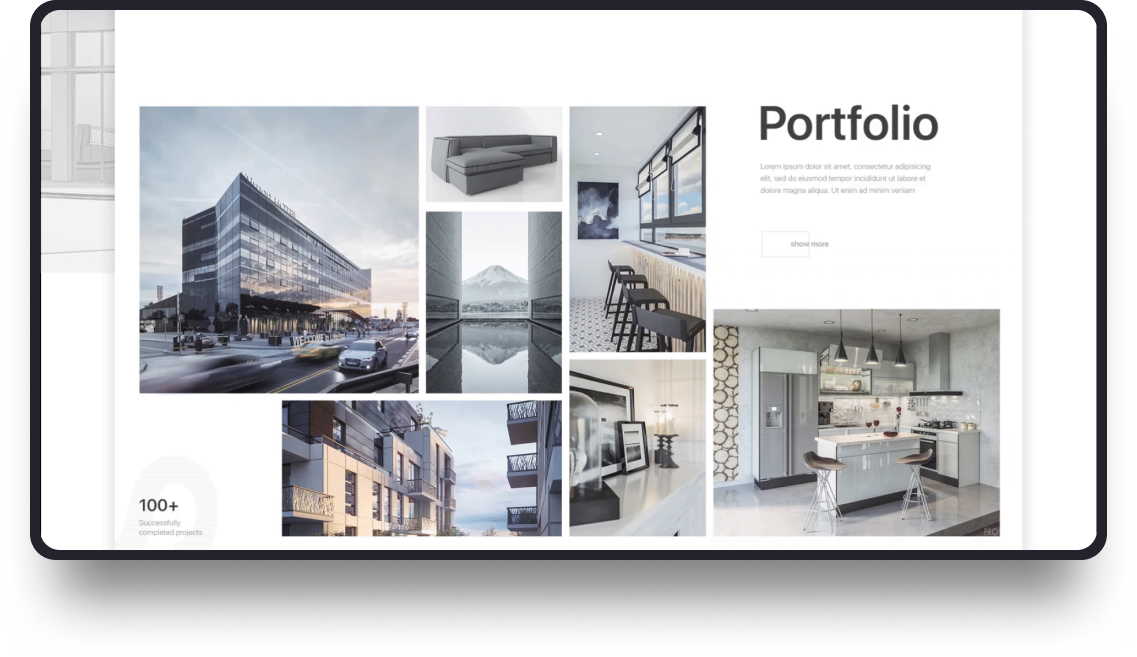 Portfolio
Lorem ipsum dolor sit amet, consectetur adipisicing
elit, sed do eiusmod tempor incididunt ut labore et
dolore magna aliqua. Ut enim ad minim veniam
show more
100+
Successfully
completed projects